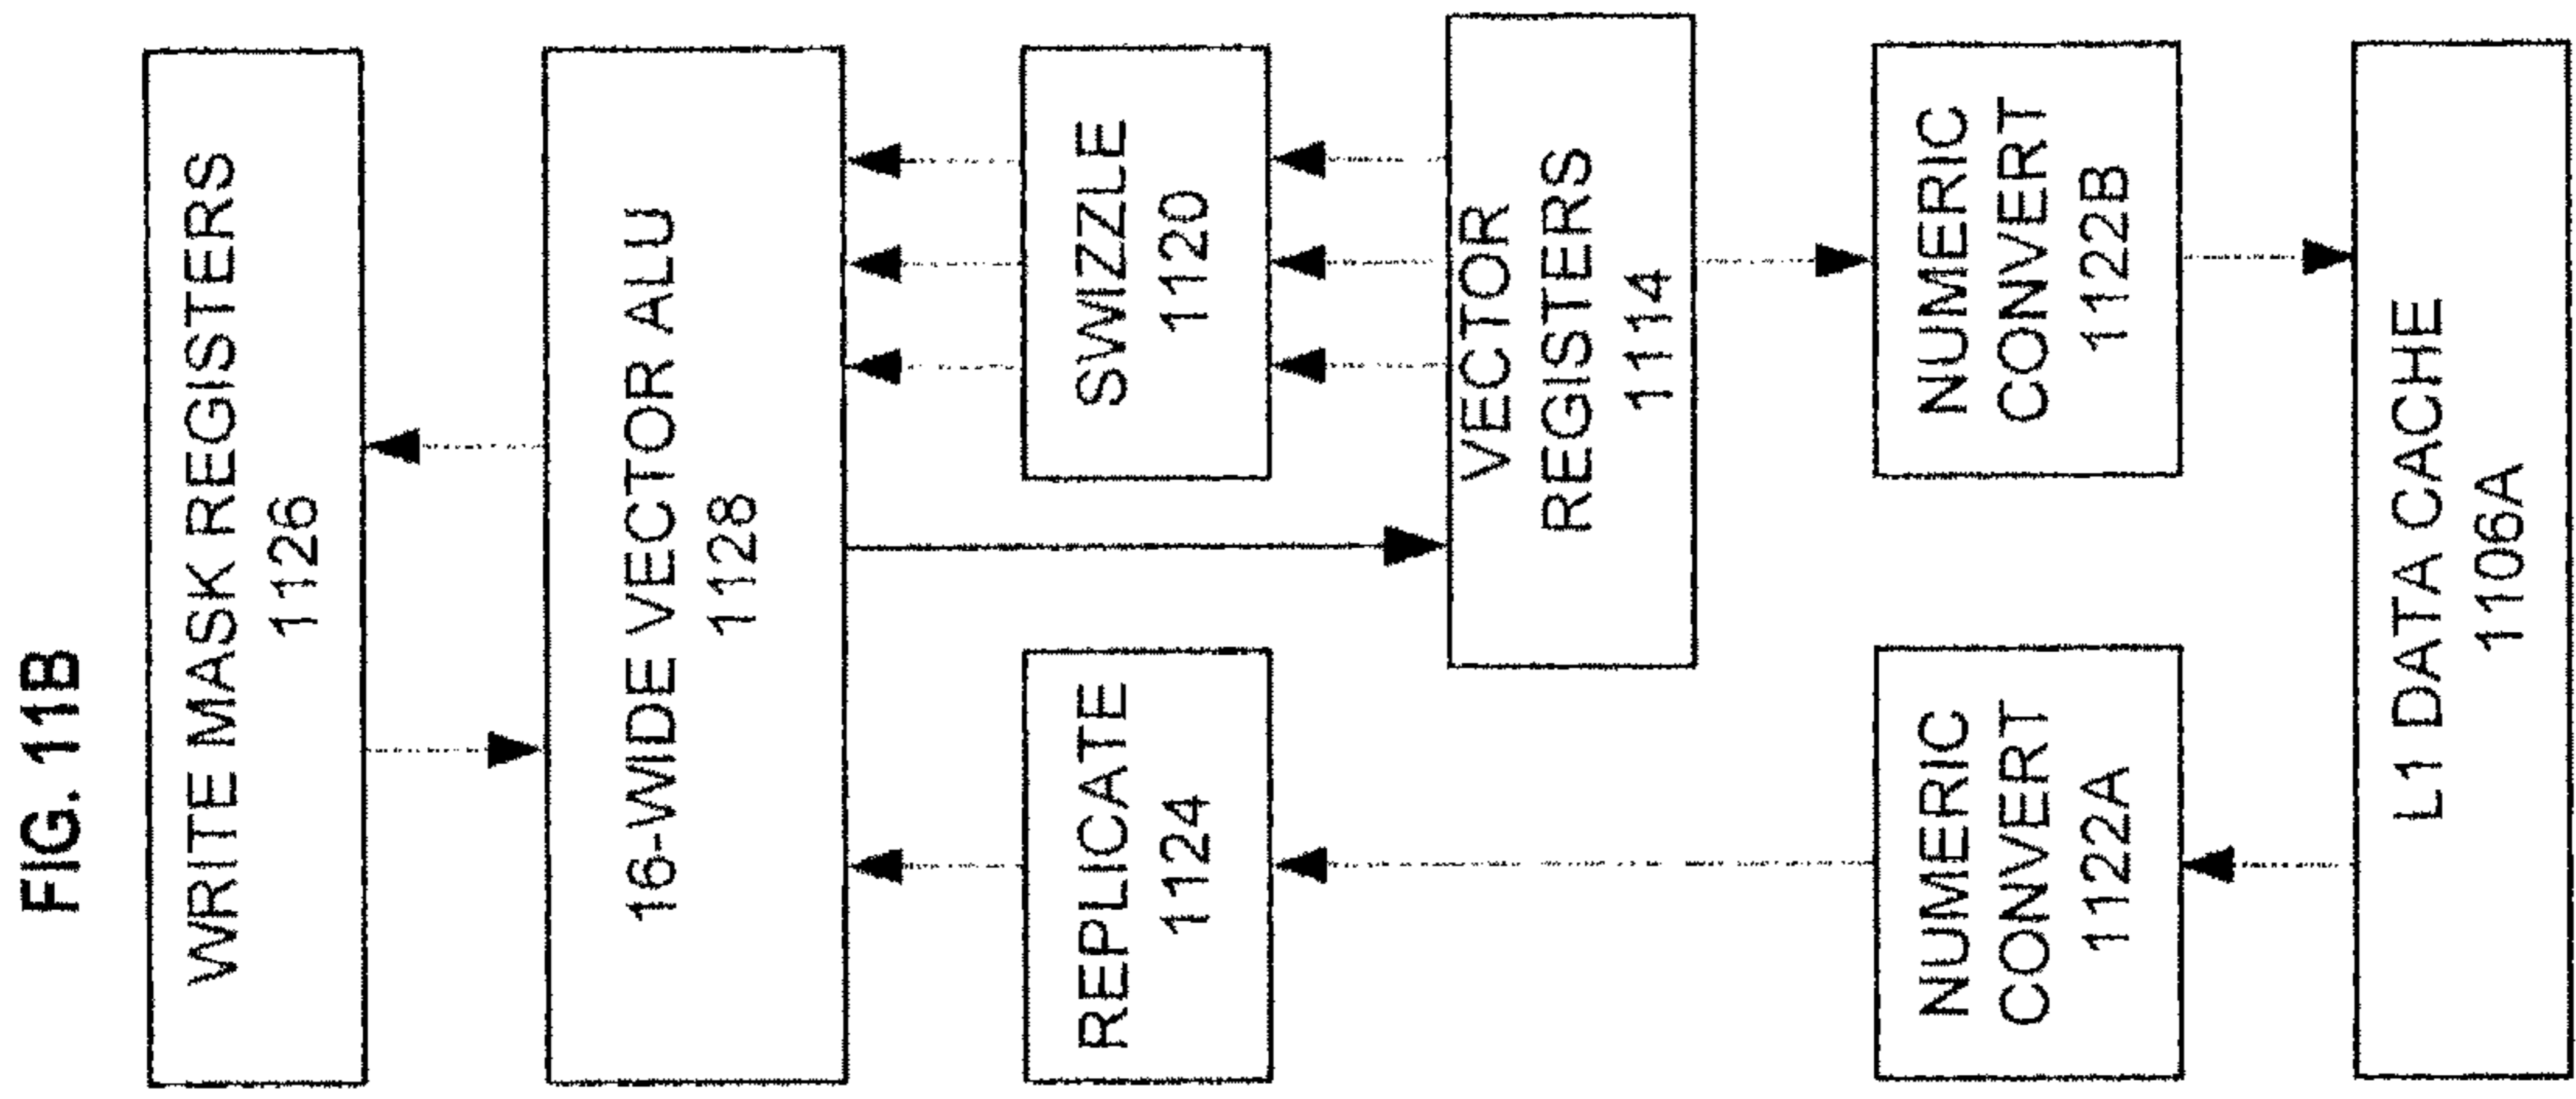 FIG. 11B
WRITE MASK REGISTERS
1126
16-WIDE VECTOR ALU
1128
REPLICATE
1124
SWIZZLE
1120
VECTOR
REGISTERS
1114
NUMERIC
CONVERT
1122A
NUMERIC
CONVERT
1122B
L1 DATA CACHE
1106A